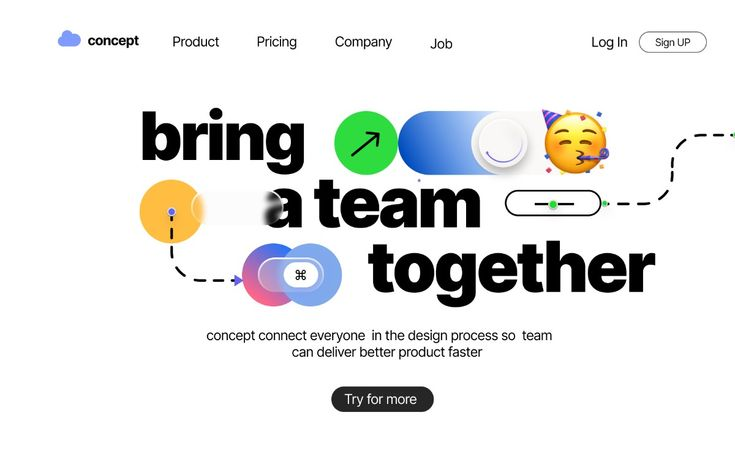 concept Product Pricing Company Job Log In Sign UP
bring
a team
together
⌘
concept connect everyone in the design process so team
can deliver better product faster
Try for more